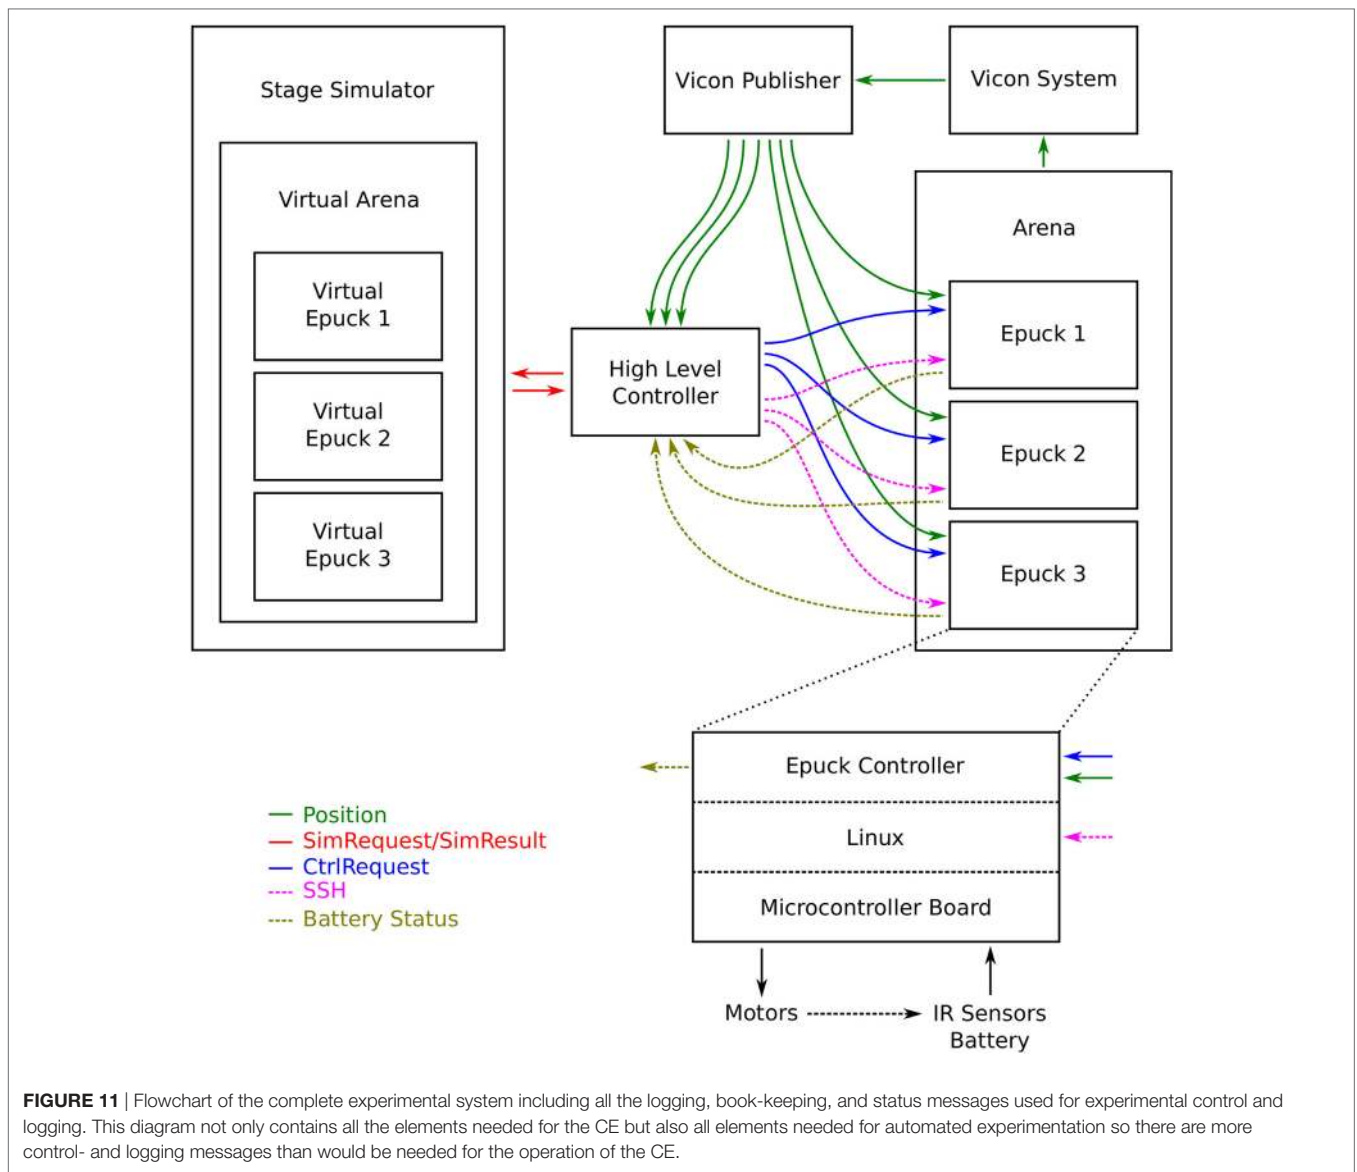 Stage Simulator
Virtual Arena
Virtual
Epuck 1
Virtual
Epuck 2
Virtual
Epuck 3
Vicon Publisher
Vicon System
Arena
High Level
Controller
Epuck 1
Epuck 2
Epuck 3
Epuck Controller
Linux
Microcontroller Board
Motors
IR Sensors
Battery
Position
SimRequest/SimResult
CtrlRequest
SSH
Battery Status
FIGURE 11 | Flowchart of the complete experimental system including all the logging, book-keeping, and status messages used for experimental control and
logging. This diagram not only contains all the elements needed for the CE but also all elements needed for automated experimentation so there are more
control- and logging messages than would be needed for the operation of the CE.